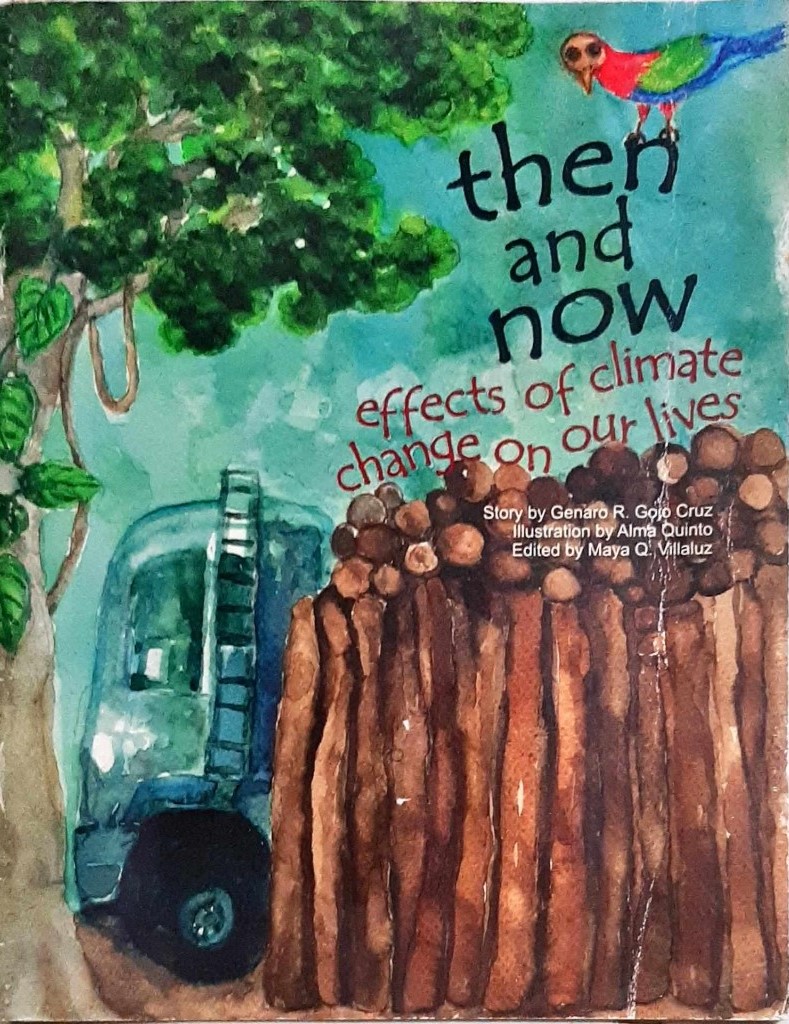 then
and
now
effects of climate
change on our lives
Story by Genaro R. Gojo Cruz
Illustration by Alma Quinto
Edited by Maya Q. Villaluz